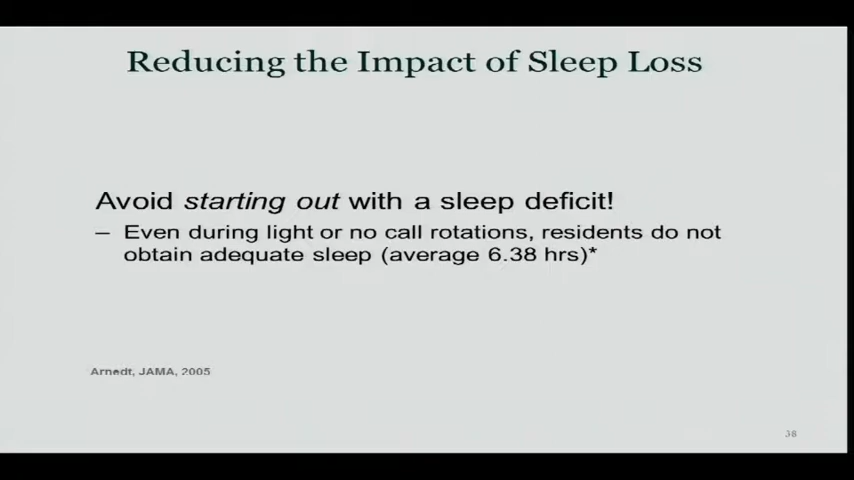 Reducing the Impact of Sleep Loss
Avoid starting out with a sleep deficit!
– Even during light or no call rotations, residents do not
obtain adequate sleep (average 6.38 hrs)*
Arnedt, JAMA, 2005
38